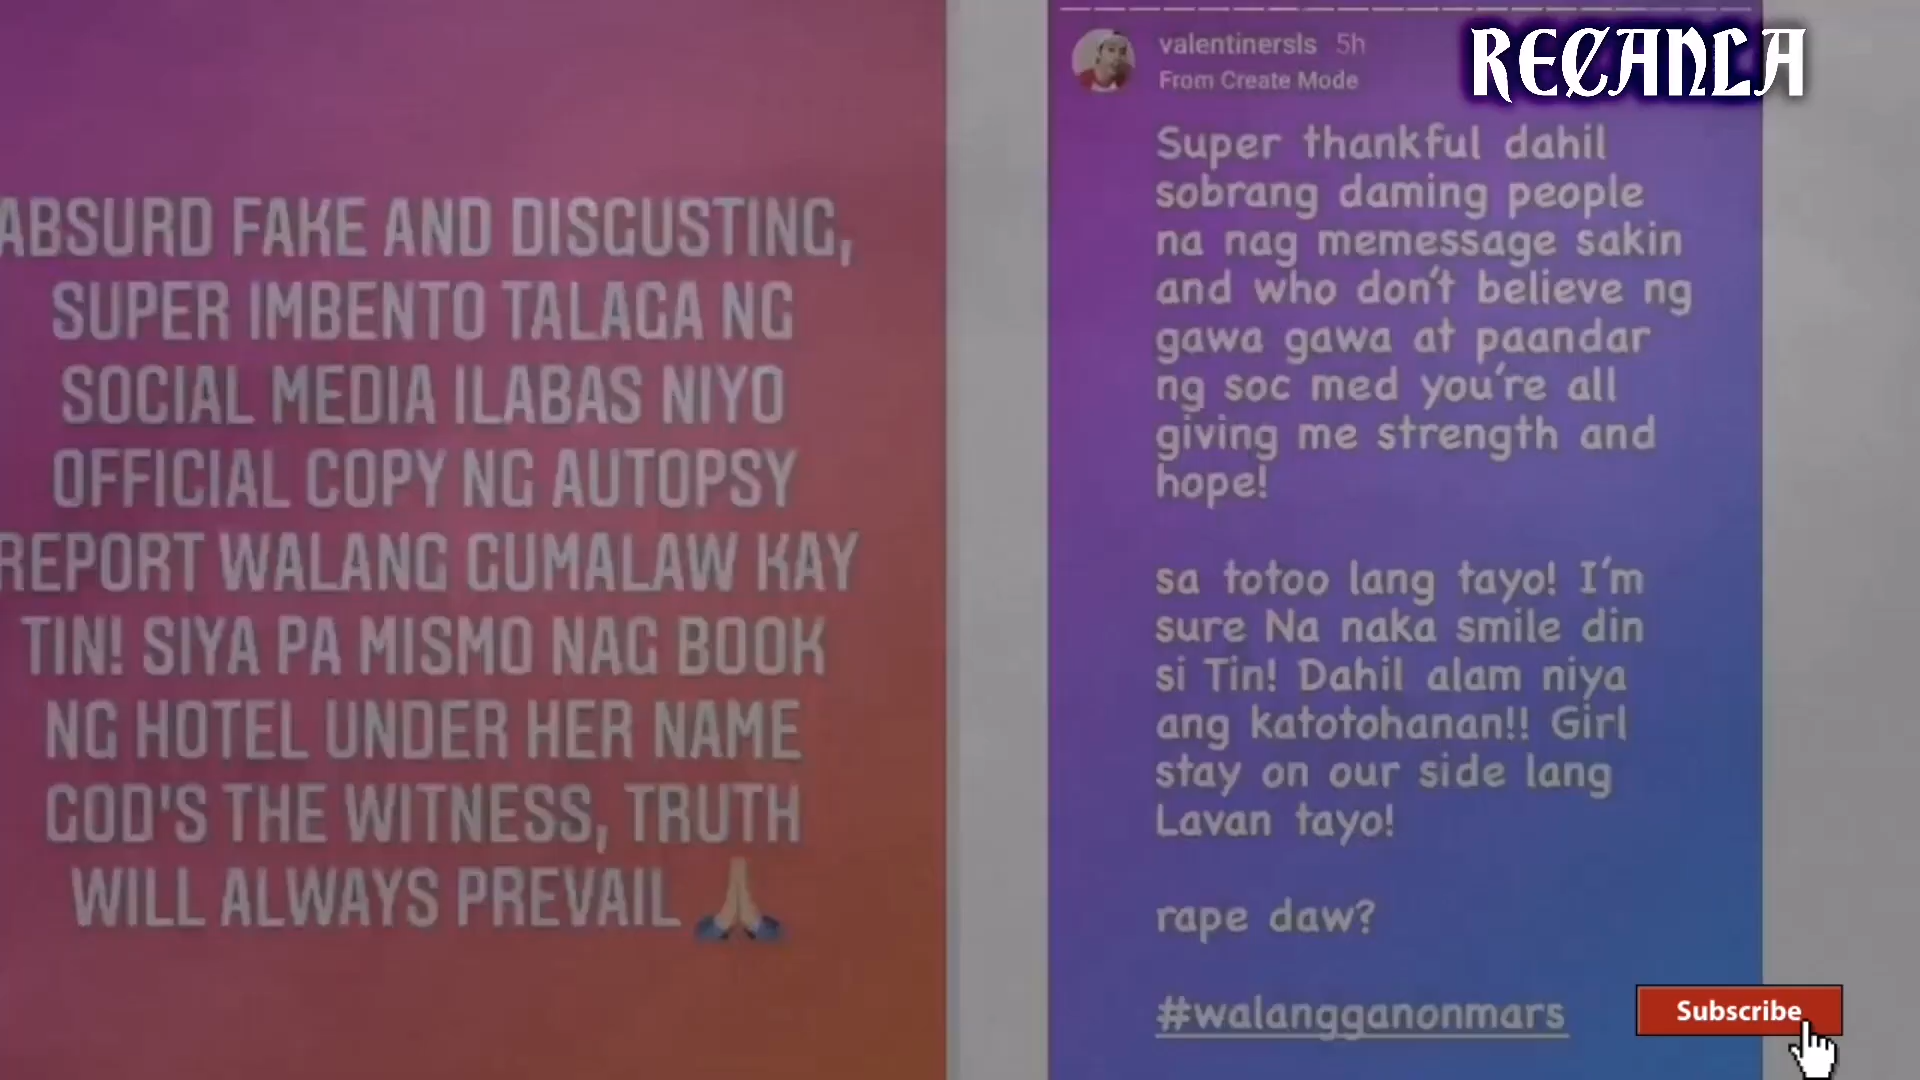 ABSURD FAKE AND DISGUSTING,
SUPER IMBENTO TALAGA NG
SOCIAL MEDIA ILABAS NIYO
OFFICIAL COPY NG AUTOPSY
REPORT WALANG GUMALAW KAY
TIN! SIYA PA MISMO NAG BOOK
NG HOTEL UNDER HER NAME
GOD'S THE WITNESS, TRUTH
WILL ALWAYS PREVAIL 🙏
valentinersls 5h
From Create Mode
RECANLA
Super thankful dahil
sobrang daming people
na nag memessage sakin
and who don't believe ng
gawa gawa at paandar
ng soc med you're all
giving me strength and
hope!
sa totoo lang tayo! I'm
sure Na naka smile din
si Tin! Dahil alam niya
ang katotohanan!! Girl
stay on our side lang
Lavan tayo!
rape daw?
#walangganonmars
Subscribe